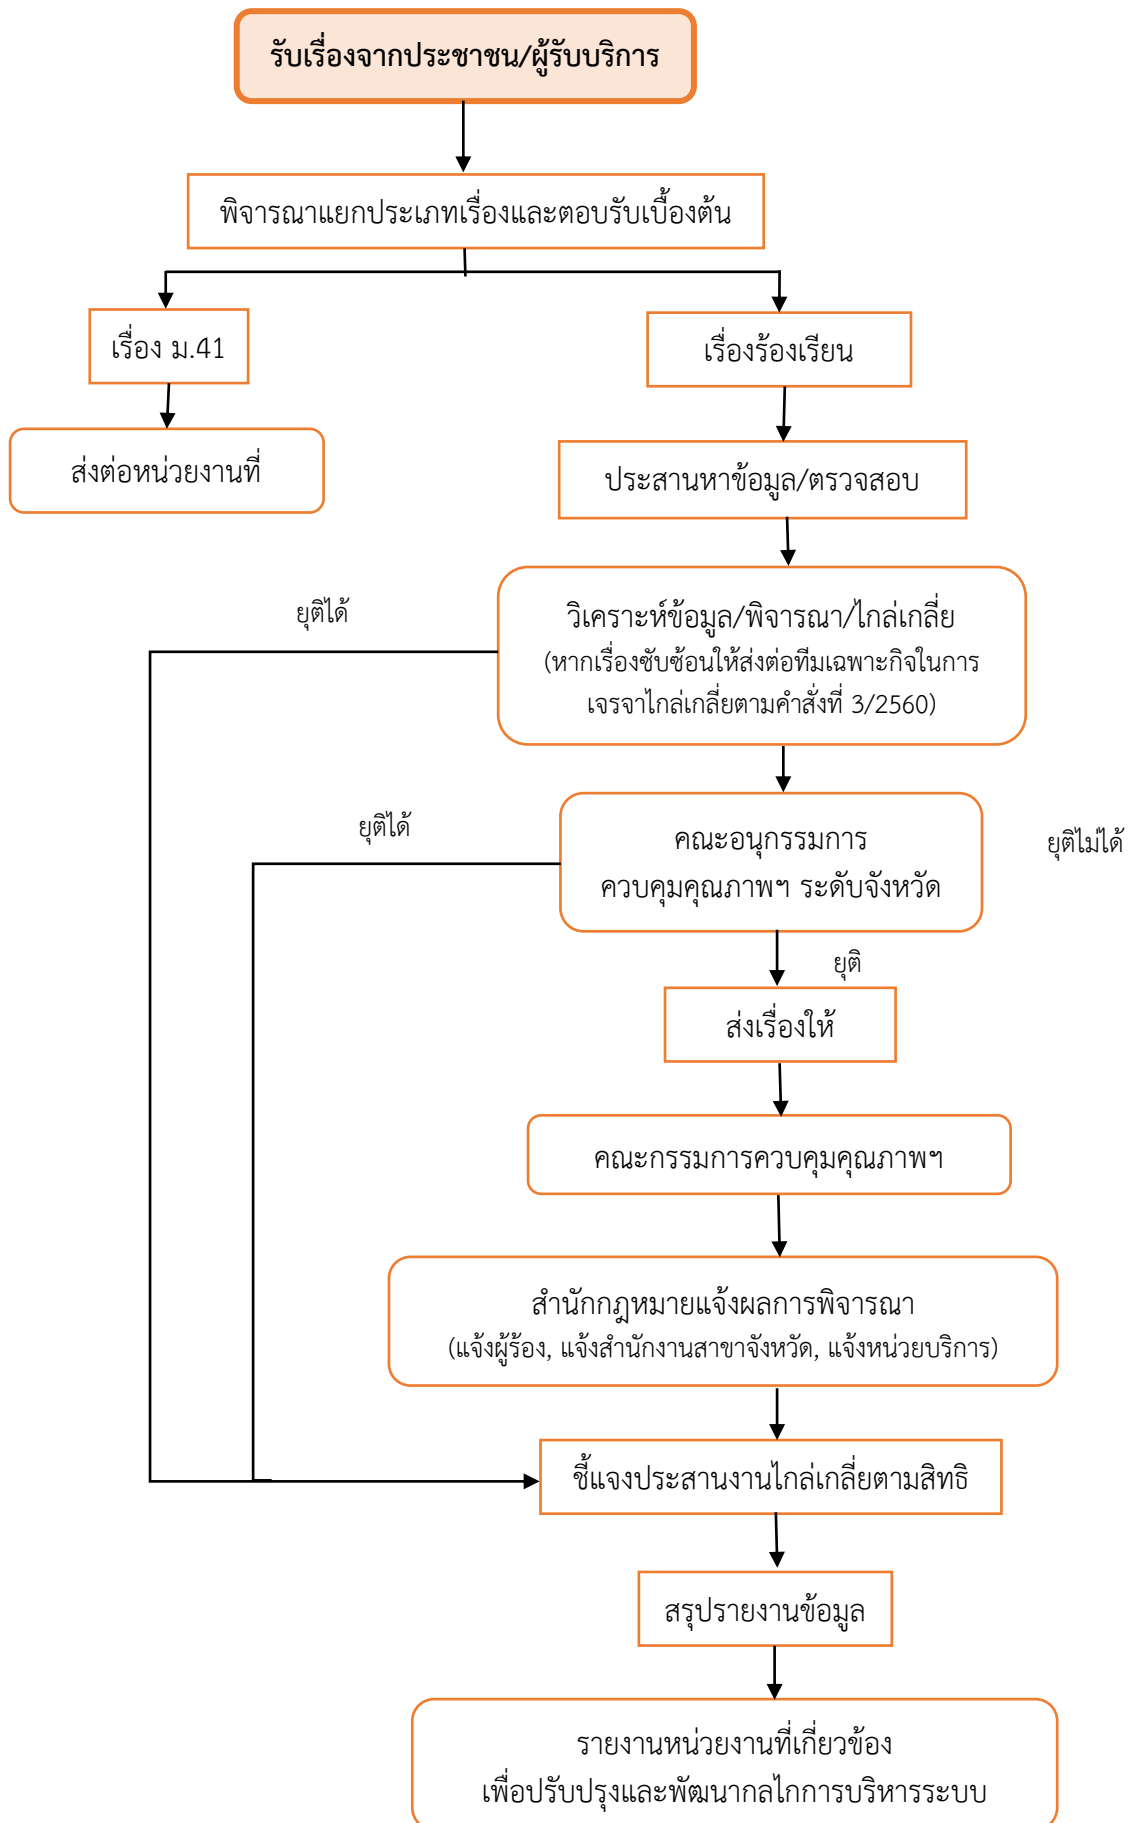 รับเรื่องจากประชาชน/ผู้รับบริการ
พิจารณาแยกประเภทเรื่องและตอบรับเบื้องต้น
เรื่อง ม.41
เรื่องร้องเรียน
ส่งต่อหน่วยงานที่
ประสานหาข้อมูล/ตรวจสอบ
ยุติได้
วิเคราะห์ข้อมูล/พิจารณา/ไกล่เกลี่ย
(หากเรื่องซับซ้อนให้ส่งต่อทีมเฉพาะกิจในการ
เจรจาไกล่เกลี่ยตามคำสั่งที่ 3/2560)
ยุติได้
คณะอนุกรรมการ
ควบคุมคุณภาพฯ ระดับจังหวัด
ยุติไม่ได้
ยุติ
ส่งเรื่องให้
คณะกรรมการควบคุมคุณภาพฯ
สำนักกฎหมายแจ้งผลการพิจารณา
(แจ้งผู้ร้อง, แจ้งสำนักงานสาขาจังหวัด, แจ้งหน่วยบริการ)
ชี้แจงประสานงานไกล่เกลี่ยตามสิทธิ
สรุปรายงานข้อมูล
รายงานหน่วยงานที่เกี่ยวข้อง
เพื่อปรับปรุงและพัฒนากลไกการบริหารระบบ